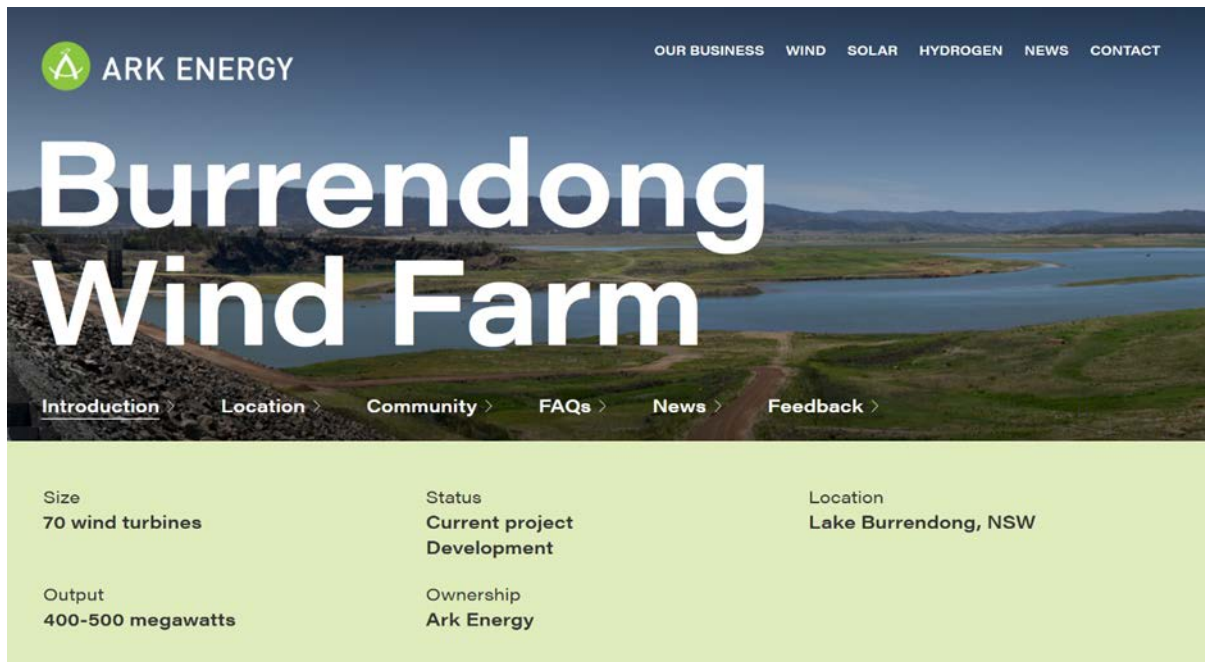 ARK ENERGY
OUR BUSINESS WIND SOLAR HYDROGEN NEWS CONTACT
Burrendong
Wind Farm
Introduction > Location > Community > FAQs > News > Feedback >
Size
70 wind turbines
Status
Current project
Development
Location
Lake Burrendong, NSW
Output
400-500 megawatts
Ownership
Ark Energy